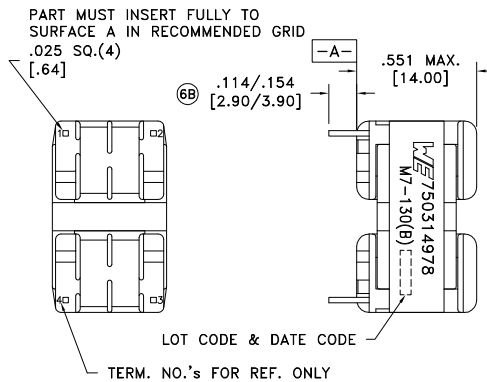 PART MUST INSERT FULLY TO
SURFACE A IN RECOMMENDED GRID
.025 SQ.(4)
[.64]
-A-
.551 MAX.
[14.00]
6B
.114/.154
[2.90/3.90]
1
2
4
3
WE 750314978
M7-130(B)
LOT CODE & DATE CODE
TERM. NO.'s FOR REF. ONLY